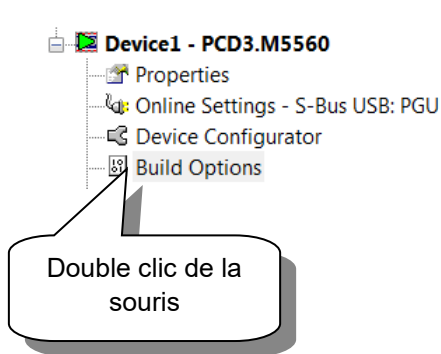 Device1 - PCD3.M5560
Properties
Online Settings - S-Bus USB: PGU
Device Configurator
Build Options
Double clic de la
souris